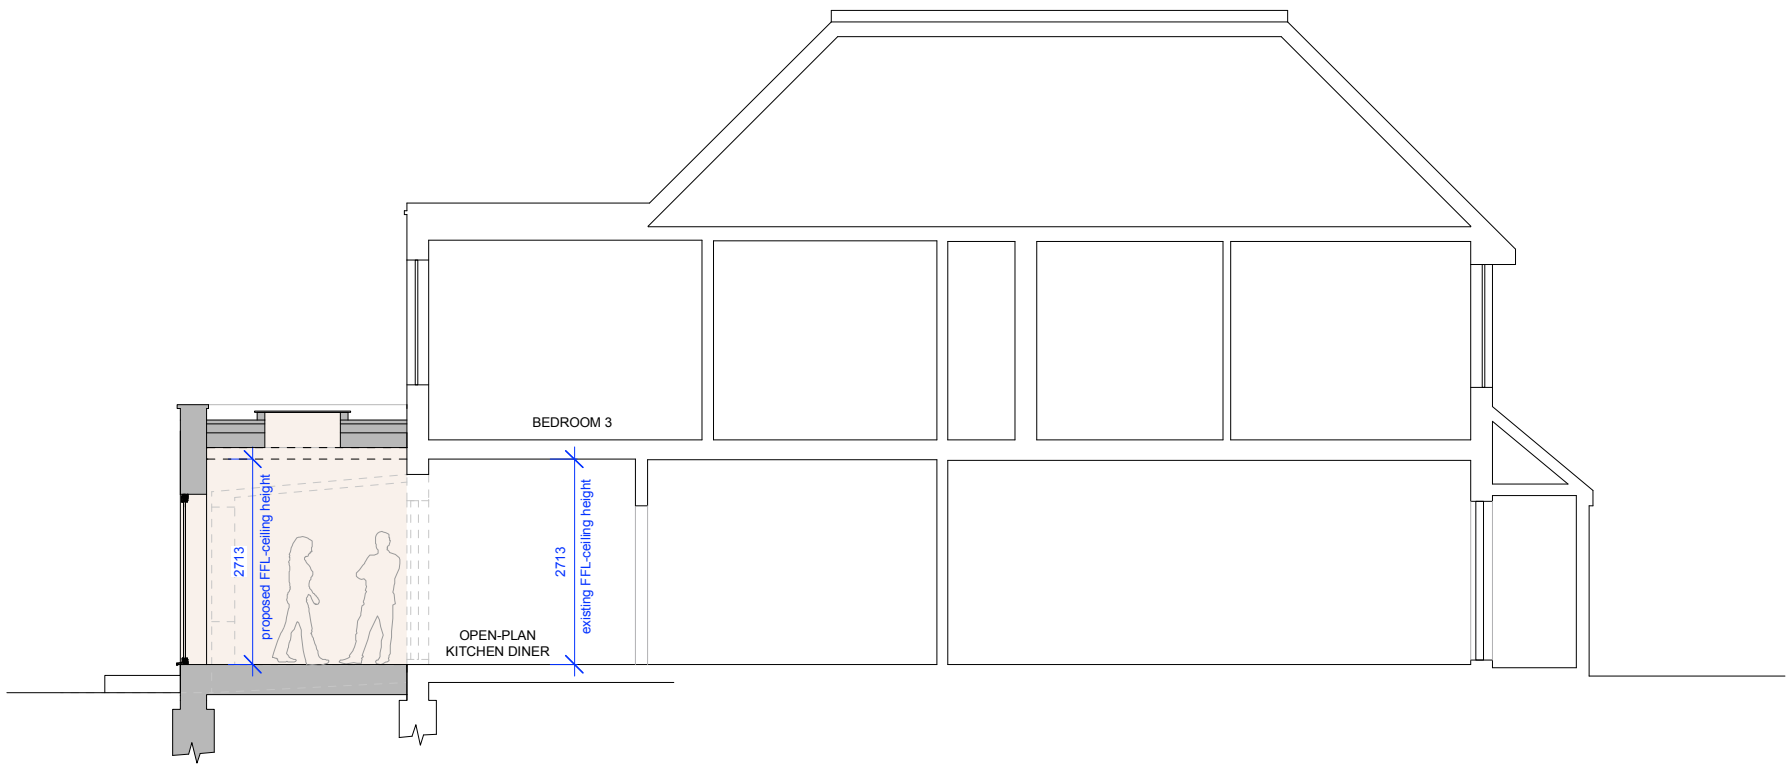 BEDROOM 3
2713
proposed FFL-ceiling height
2713
existing FFL-ceiling height
OPEN-PLAN
KITCHEN DINER